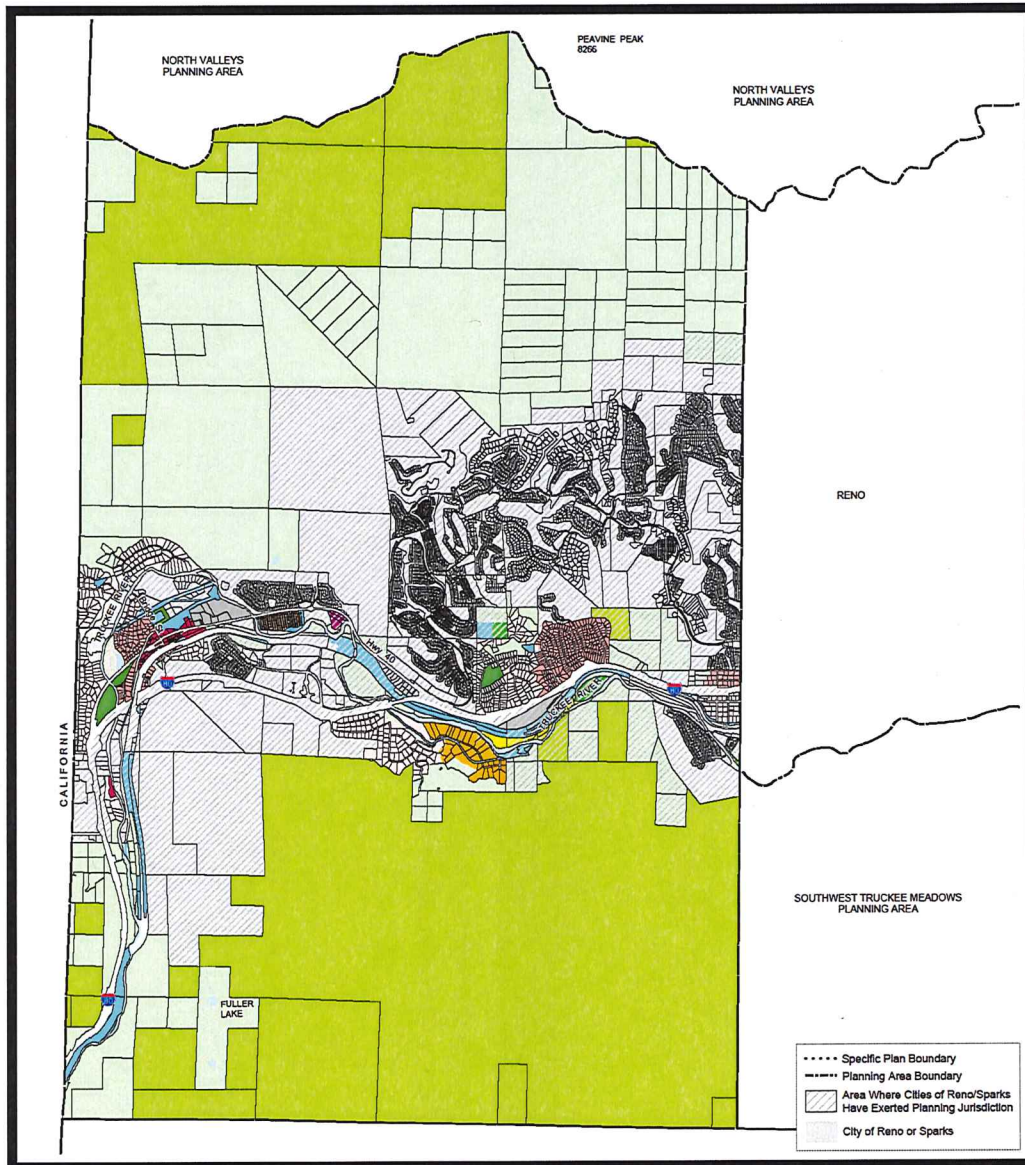 PEAVINE PEAK
8266
NORTH VALLEYS
PLANNING AREA
NORTH VALLEYS
PLANNING AREA
RENO
TRUCKEE RIVER
Hwy 40
TRUCKEE RIVER
CALIFORNIA
SOUTHWEST TRUCKEE MEADOWS
PLANNING AREA
FULLER
LAKE
Specific Plan Boundary
Planning Area Boundary
Area Where Cities of Reno/Sparks
Have Exerted Planning Jurisdiction
City of Reno or Sparks